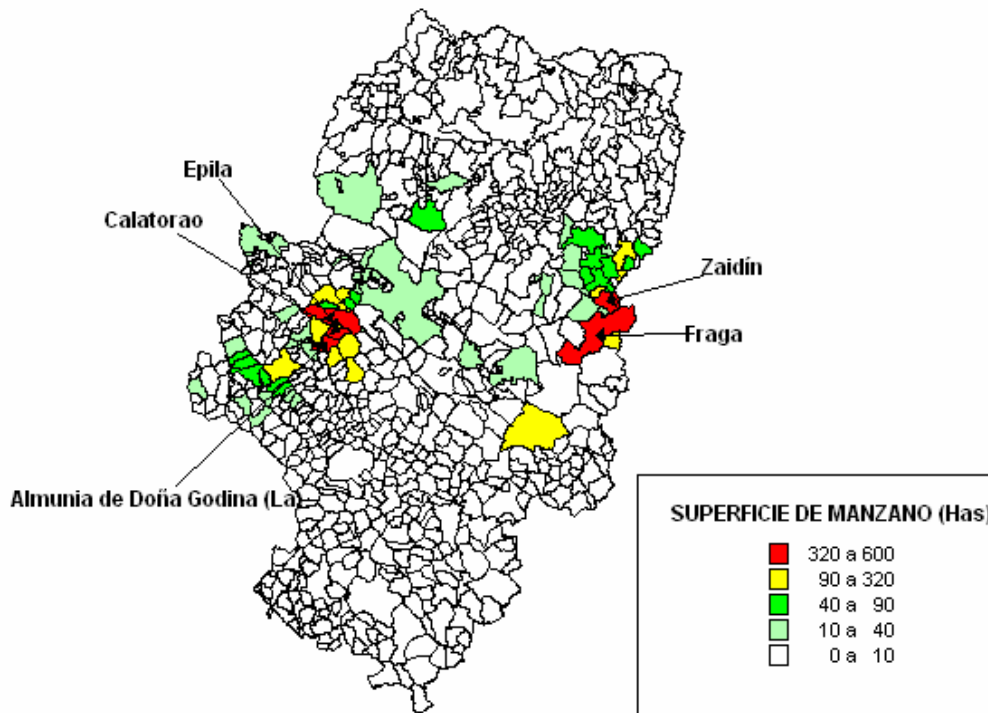 Epila
Calatorao
Zaidín
Fraga
Almunia de Doña Godina (La)
SUPERFICIE DE MANZANO (Has)
320 a 600
90 a 320
40 a 90
10 a 40
0 a 10